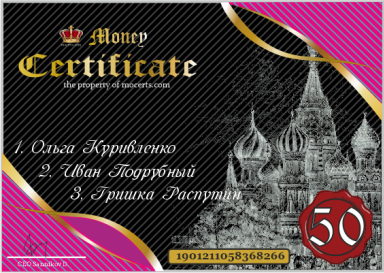 Money
Certificate
the property of mocerts.com
1. Ольга Куривленко
2. Иван Подрубный
3. Гришка Распутин
50
1901211058368266
CEO Sannikov D.